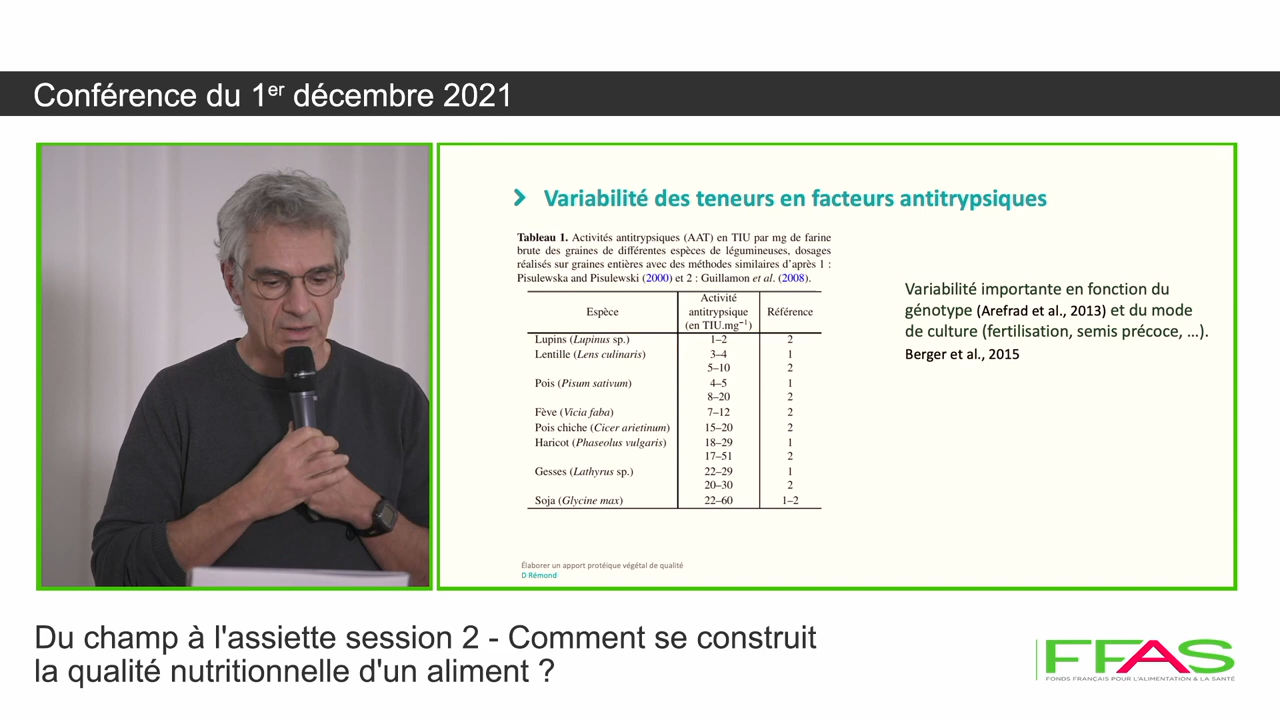 Conférence du 1er décembre 2021
Variabilité des teneurs en facteurs antitrypsiques
Tableau 1. Activités antitrypsiques (AAT) en TIU par mg de farine
brute des graines de différentes espèces de légumineuses, dosages
réalisés sur graines entières avec des méthodes similaires d'après 1 :
Pisulewska and Pisulewski (2000) et 2 : Guillamon et al. (2008).
Espèce Activité antitrypsique (en TIU.mg⁻¹) Référence
Lupins (Lupinus sp.) 1–2 2
Lentille (Lens culinaris) 3–4 1
5–10 2
Pois (Pisum sativum) 4–5 1
8–20 2
Fève (Vicia faba) 7–12 2
Pois chiche (Cicer arietinum) 15–20 2
Haricot (Phaseolus vulgaris) 18–29 1
17–51 2
Gesses (Lathyrus sp.) 22–29 1
20–30 2
Soja (Glycine max) 22–60 1–2
Variabilité importante en fonction du
génotype (Arefrad et al., 2013) et du mode
de culture (fertilisation, semis précoce, ...).
Berger et al., 2015
Élaborer un apport protéique végétal de qualité
D Rémond
Du champ à l'assiette session 2 - Comment se construit
la qualité nutritionnelle d'un aliment ?
FFAS
FONDS FRANÇAIS POUR L'ALIMENTATION & LA SANTÉ